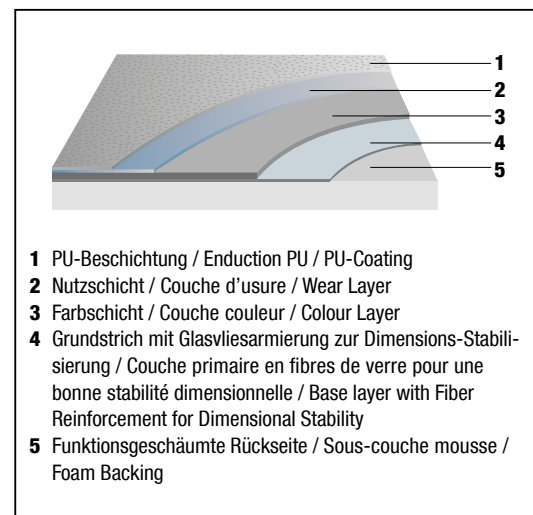 1
2
3
4
5
1 PU-Beschichtung / Enduction PU / PU-Coating
2 Nutzschicht / Couche d’usure / Wear Layer
3 Farbschicht / Couche couleur / Colour Layer
4 Grundstrich mit Glasvliesarmierung zur Dimensions-Stabili-
sierung / Couche primaire en fibres de verre pour une
bonne stabilité dimensionnelle / Base layer with Fiber
Reinforcement for Dimensional Stability
5 Funktionsgeschäumte Rückseite / Sous-couche mousse /
Foam Backing